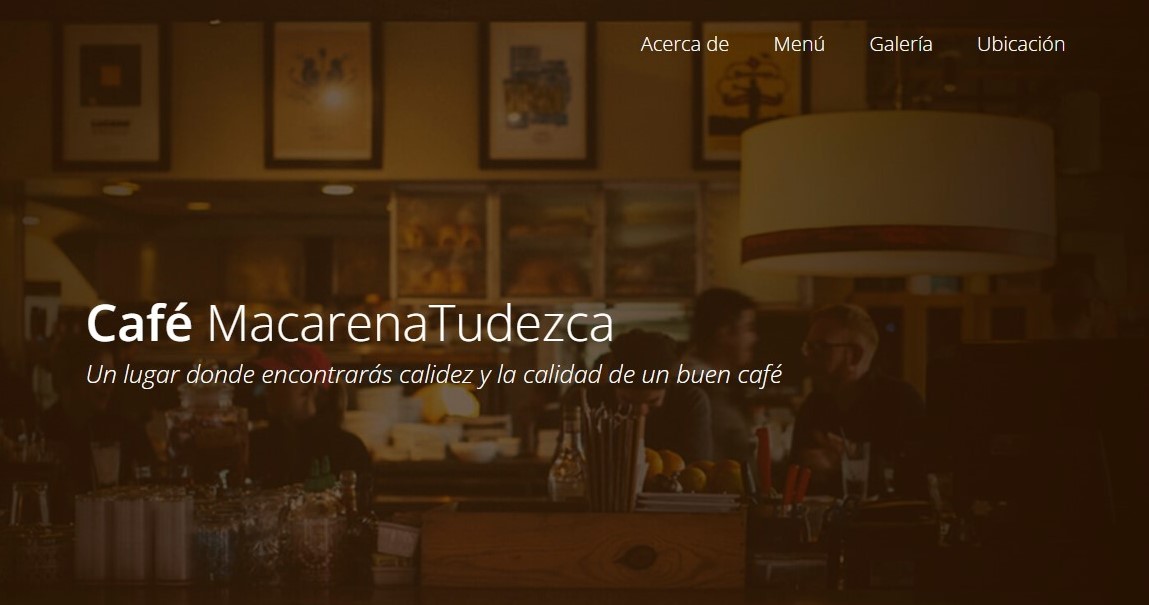 Acerca de Menú Galería Ubicación
Café MacarenaTudezca
Un lugar donde encontrarás calidez y la calidad de un buen café